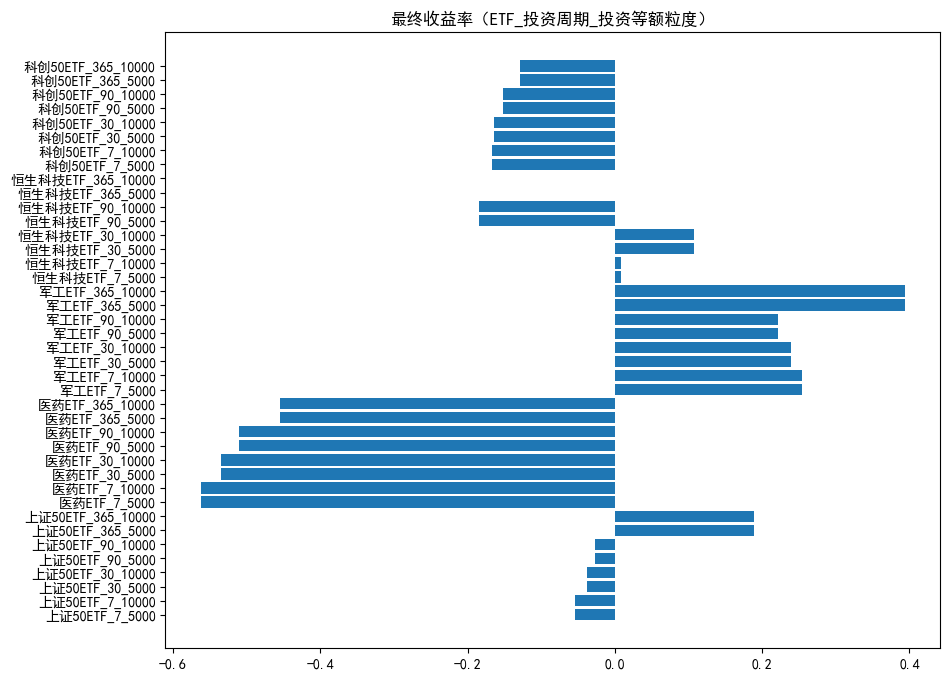 最终收益率（ETF_投资周期_投资等额粒度）
科创50ETF_365_10000
科创50ETF_365_5000
科创50ETF_90_10000
科创50ETF_90_5000
科创50ETF_30_10000
科创50ETF_30_5000
科创50ETF_7_10000
科创50ETF_7_5000
恒生科技ETF_365_10000
恒生科技ETF_365_5000
恒生科技ETF_90_10000
恒生科技ETF_90_5000
恒生科技ETF_30_10000
恒生科技ETF_30_5000
恒生科技ETF_7_10000
恒生科技ETF_7_5000
军工ETF_365_10000
军工ETF_365_5000
军工ETF_90_10000
军工ETF_90_5000
军工ETF_30_10000
军工ETF_30_5000
军工ETF_7_10000
军工ETF_7_5000
医药ETF_365_10000
医药ETF_365_5000
医药ETF_90_10000
医药ETF_90_5000
医药ETF_30_10000
医药ETF_30_5000
医药ETF_7_10000
医药ETF_7_5000
上证50ETF_365_10000
上证50ETF_365_5000
上证50ETF_90_10000
上证50ETF_90_5000
上证50ETF_30_10000
上证50ETF_30_5000
上证50ETF_7_10000
上证50ETF_7_5000
-0.6 -0.4 -0.2 0.0 0.2 0.4